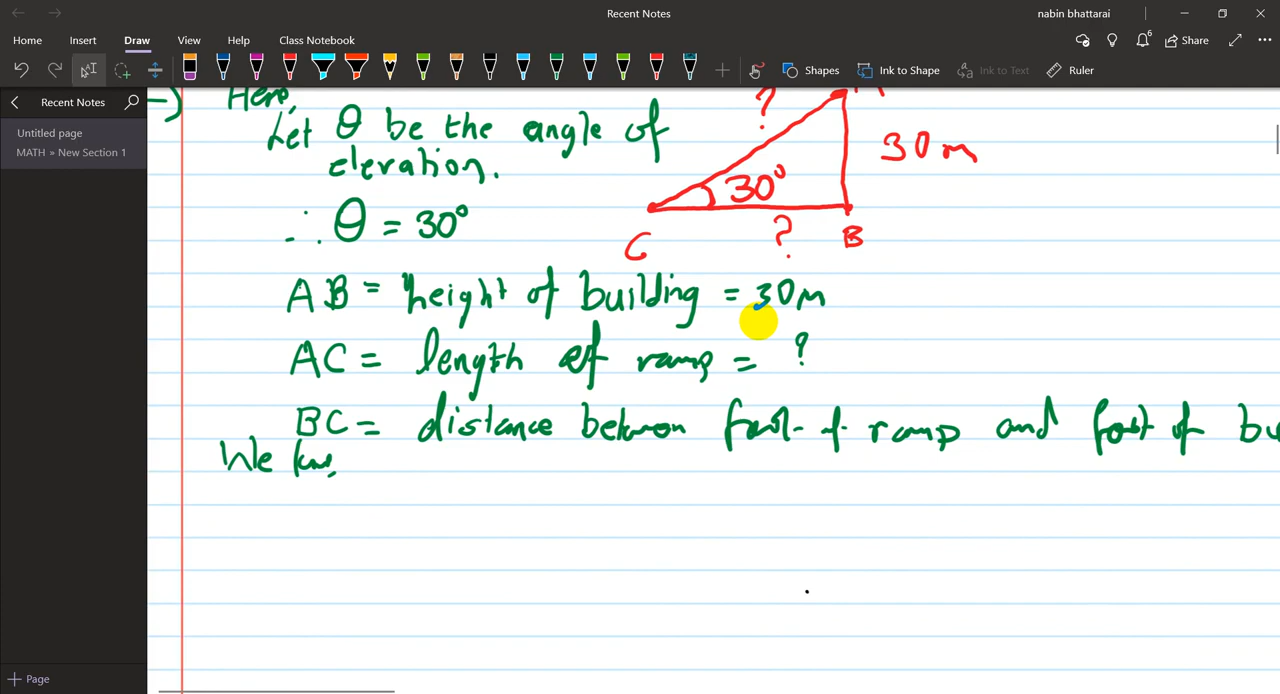 Recent Notes
nabin bhattarai
Home Insert Draw View Help Class Notebook
6 Share
Shapes Ink to Shape Ink to Text Ruler
Recent Notes
Untitled page
MATH » New Section 1
Here,
Let θ be the angle of
elevation.
∴ θ = 30°
?
30 m
30°
C ? B
AB = height of building = 30m
AC = length of ramp = ?
BC = distance between foot of ramp and foot of bu
We know,
+ Page